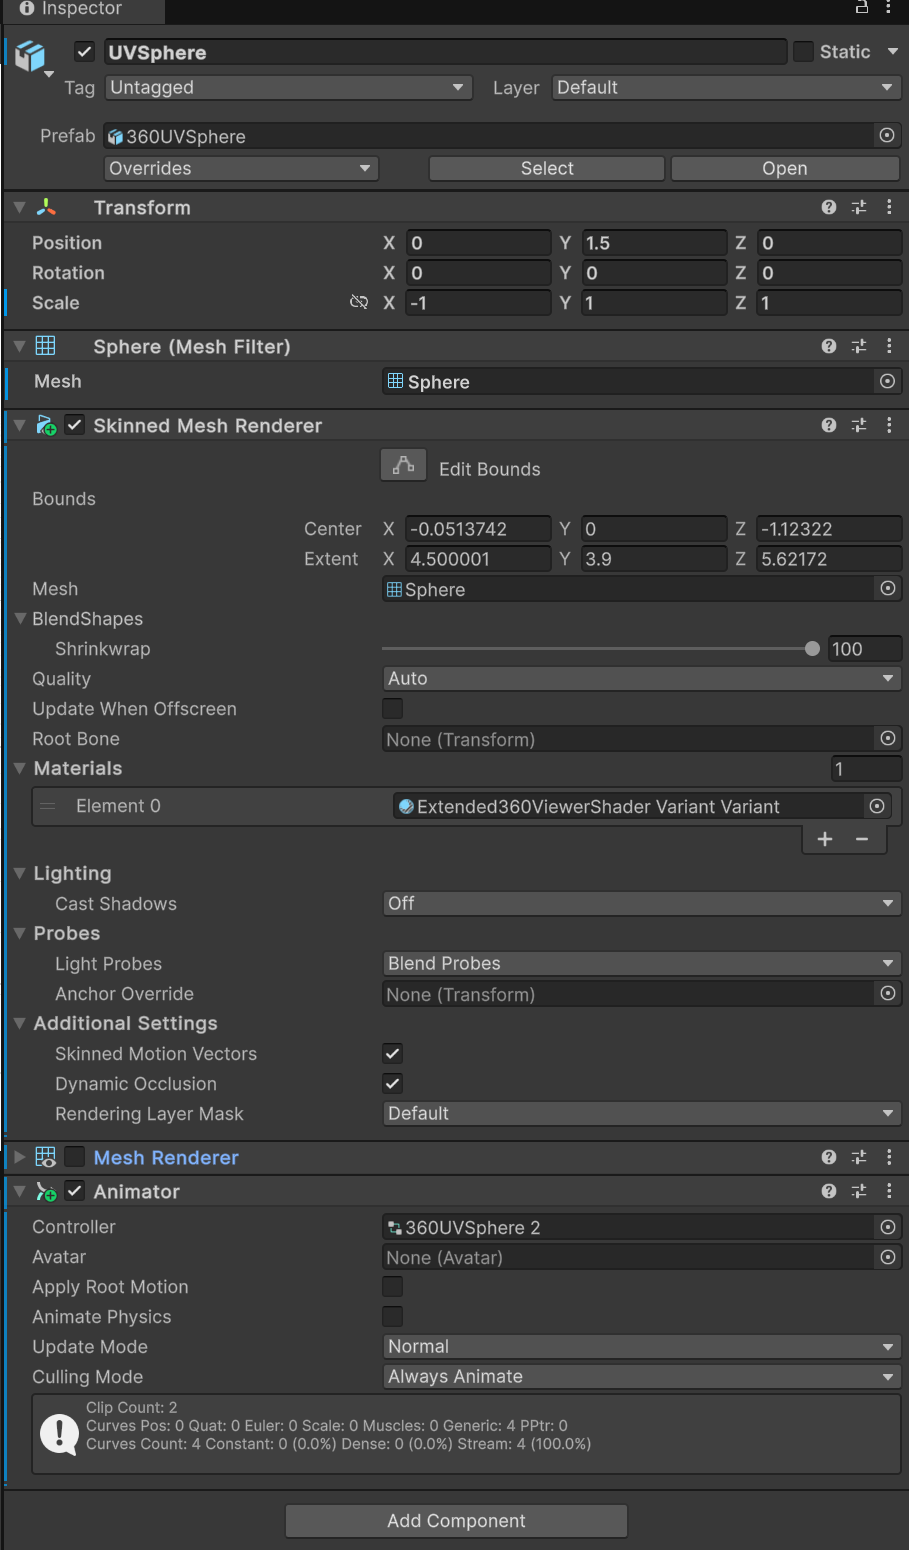 Inspector
UVSphere Static
Tag Untagged Layer Default
Prefab 360UVSphere
Overrides Select Open
Transform
Position X 0 Y 1.5 Z 0
Rotation X 0 Y 0 Z 0
Scale X -1 Y 1 Z 1
Sphere (Mesh Filter)
Mesh Sphere
Skinned Mesh Renderer
Edit Bounds
Bounds
Center X -0.0513742 Y 0 Z -1.12322
Extent X 4.500001 Y 3.9 Z 5.62172
Mesh Sphere
BlendShapes
Shrinkwrap 100
Quality Auto
Update When Offscreen
Root Bone None (Transform)
Materials 1
Element 0 Extended360ViewerShader Variant Variant
+ −
Lighting
Cast Shadows Off
Probes
Light Probes Blend Probes
Anchor Override None (Transform)
Additional Settings
Skinned Motion Vectors
Dynamic Occlusion
Rendering Layer Mask Default
Mesh Renderer
Animator
Controller 360UVSphere 2
Avatar None (Avatar)
Apply Root Motion
Animate Physics
Update Mode Normal
Culling Mode Always Animate
Clip Count: 2
Curves Pos: 0 Quat: 0 Euler: 0 Scale: 0 Muscles: 0 Generic: 4 PPtr: 0
Curves Count: 4 Constant: 0 (0.0%) Dense: 0 (0.0%) Stream: 4 (100.0%)
Add Component